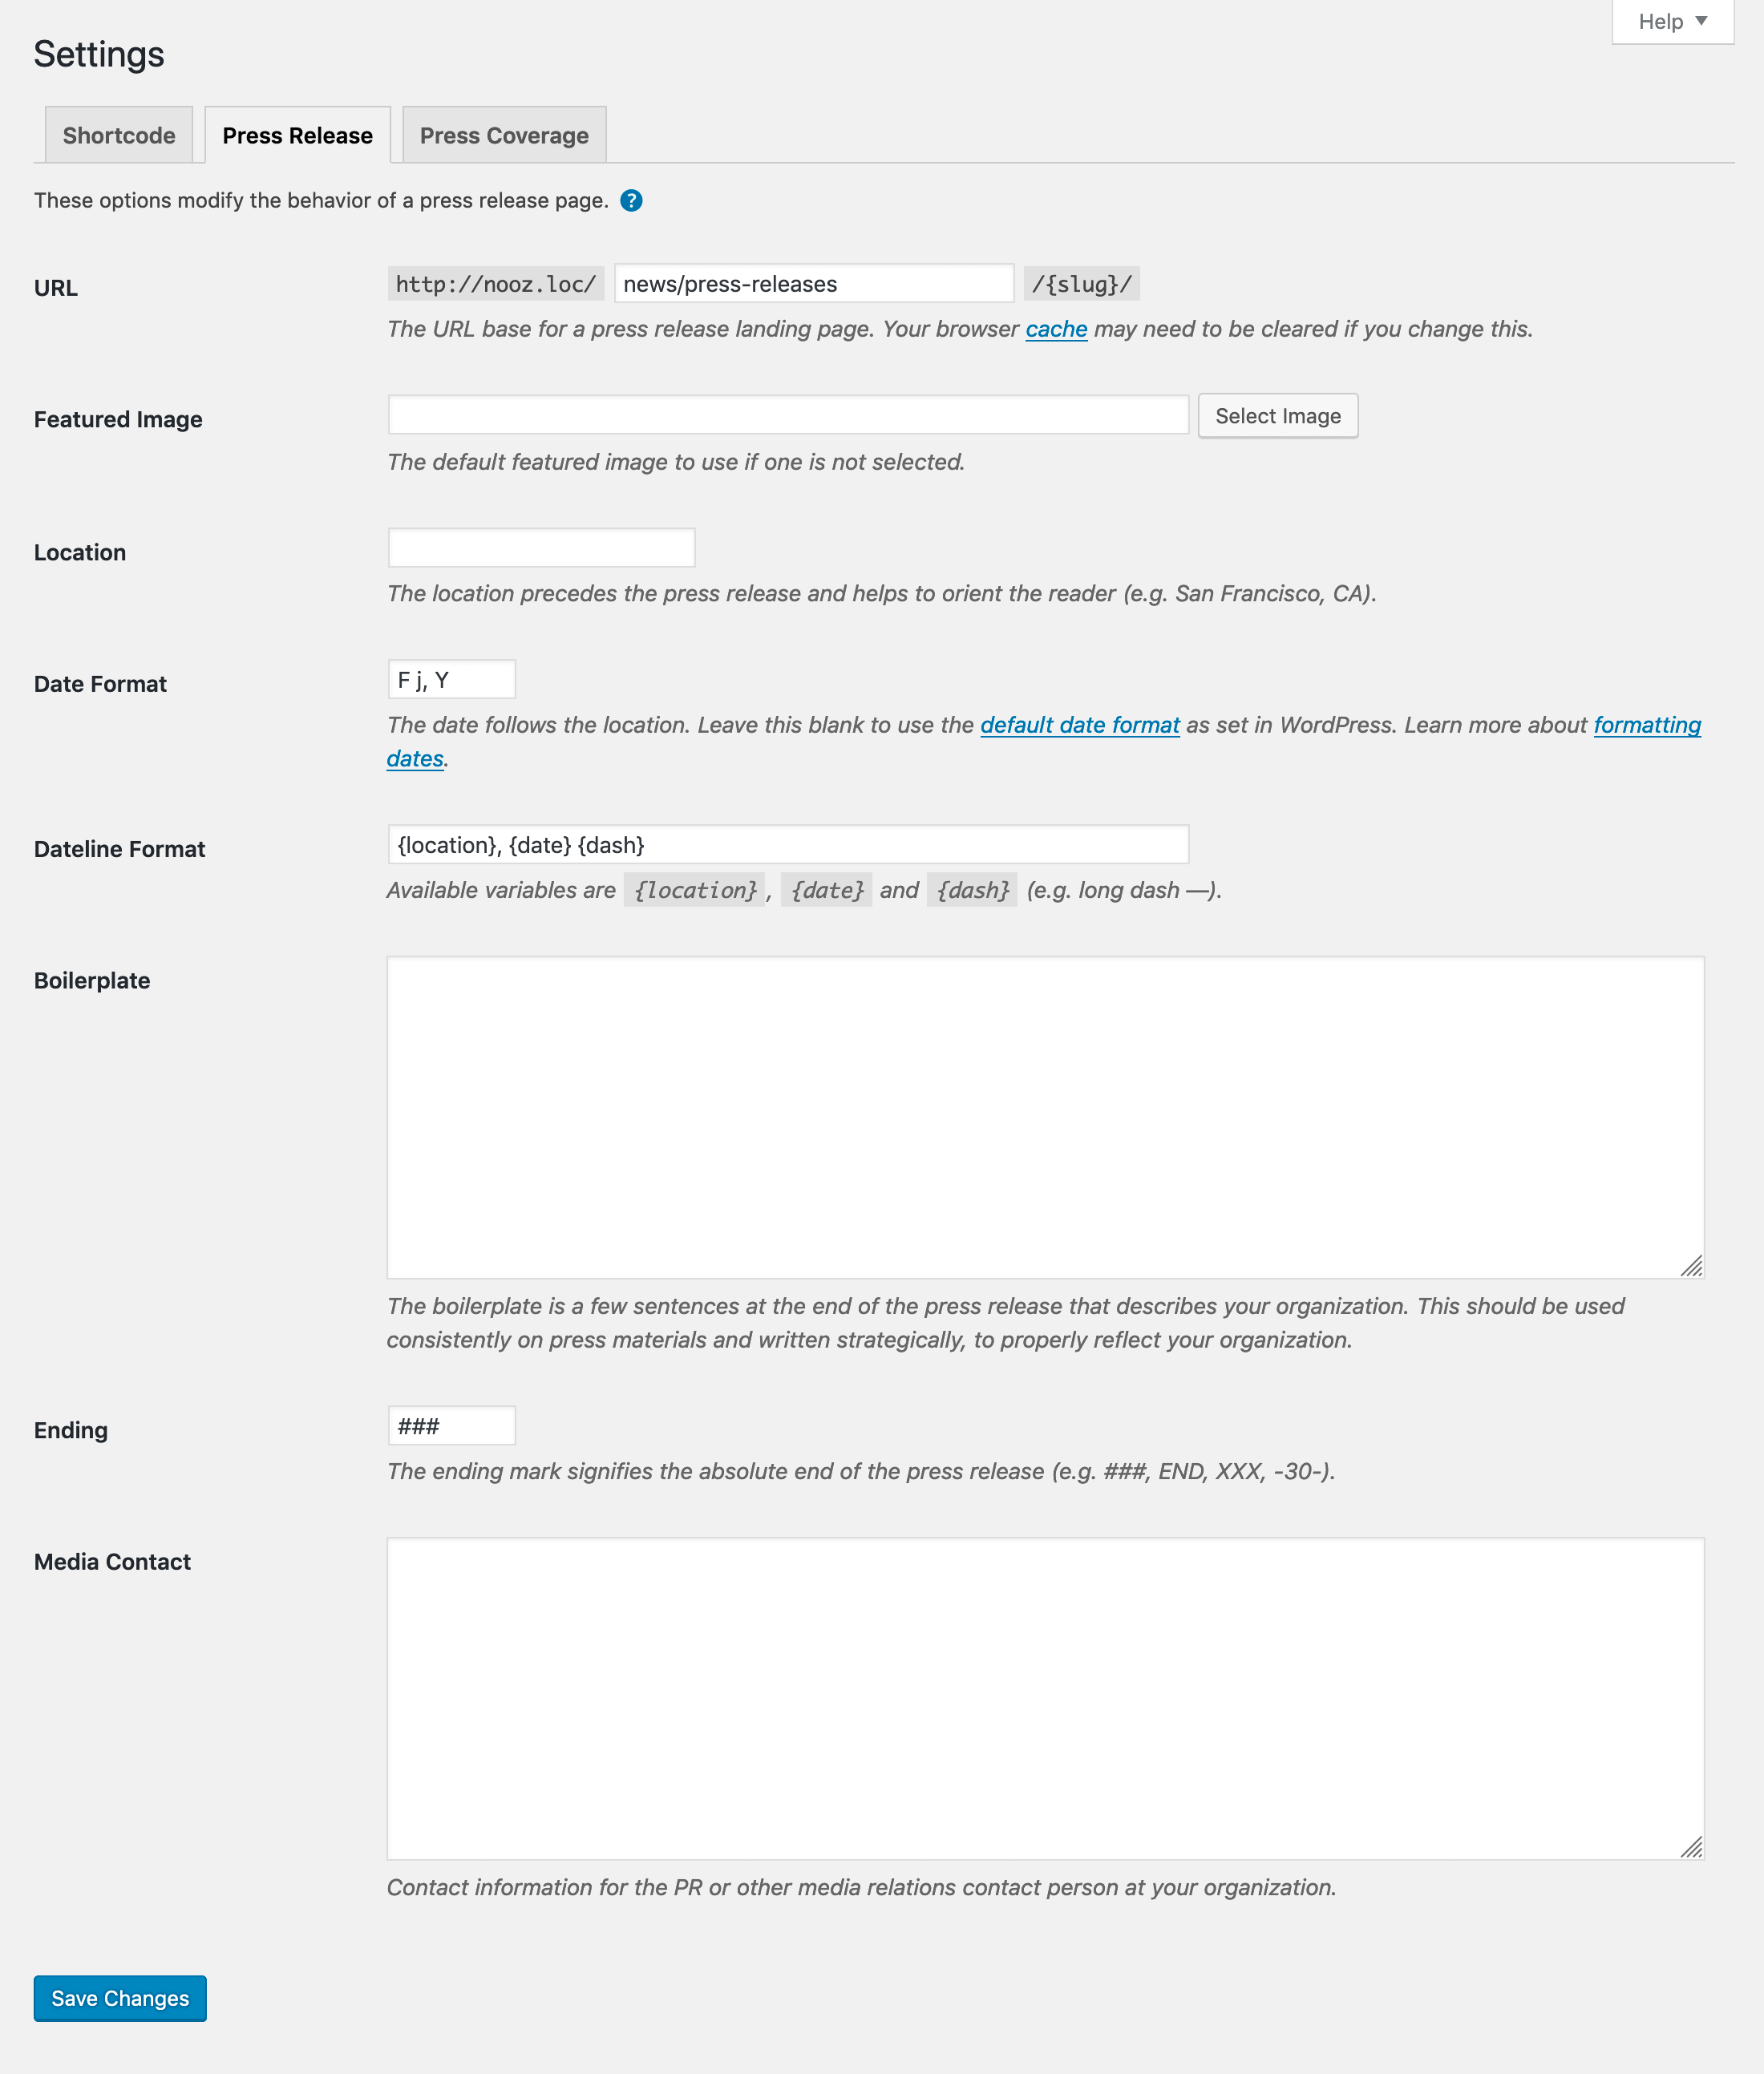 Help ▼
Settings
Shortcode Press Release Press Coverage
These options modify the behavior of a press release page. ?
URL http://nooz.loc/ news/press-releases /{slug}/
The URL base for a press release landing page. Your browser cache may need to be cleared if you change this.
Featured Image Select Image
The default featured image to use if one is not selected.
Location
The location precedes the press release and helps to orient the reader (e.g. San Francisco, CA).
Date Format F j, Y
The date follows the location. Leave this blank to use the default date format as set in WordPress. Learn more about formatting
dates.
Dateline Format {location}, {date} {dash}
Available variables are {location}, {date} and {dash} (e.g. long dash —).
Boilerplate
The boilerplate is a few sentences at the end of the press release that describes your organization. This should be used
consistently on press materials and written strategically, to properly reflect your organization.
Ending ###
The ending mark signifies the absolute end of the press release (e.g. ###, END, XXX, -30-).
Media Contact
Contact information for the PR or other media relations contact person at your organization.
Save Changes